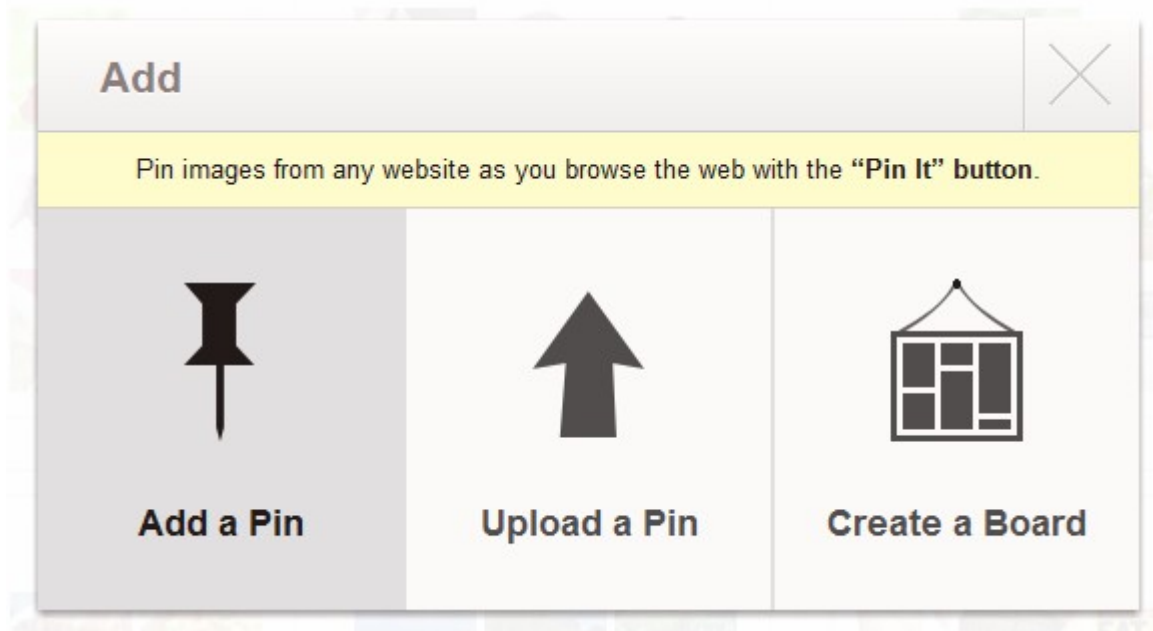 Add
Pin images from any website as you browse the web with the “Pin It” button.
Add a Pin
Upload a Pin
Create a Board